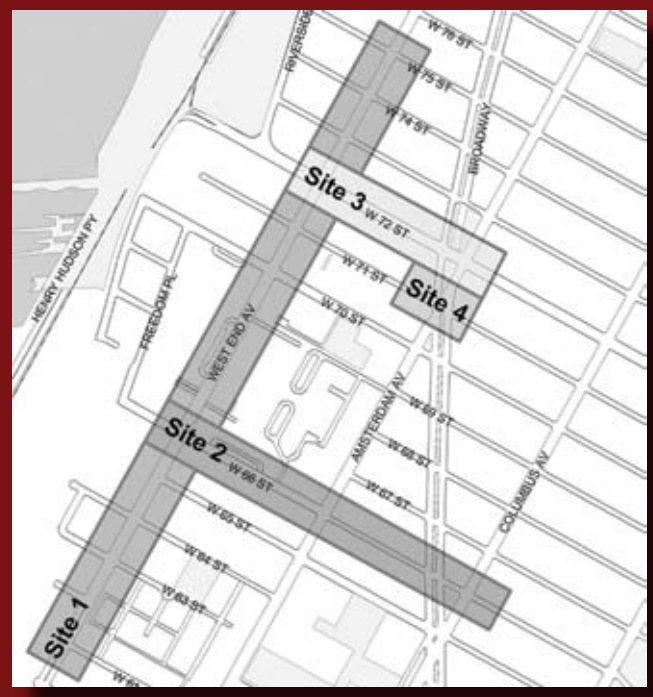 W 76 ST
RIVERSIDE
W 75 ST
W 74 ST
BROADWAY
Site 3
W 72 ST
HENRY HUDSON PY
W 71 ST
Site 4
FREEDOM PL
W 70 ST
WEST END AV
W 69 ST
AMSTERDAM AV
Site 2
W 68 ST
W 66 ST
COLUMBUS AV
W 67 ST
W 65 ST
W 64 ST
W 63 ST
Site 1